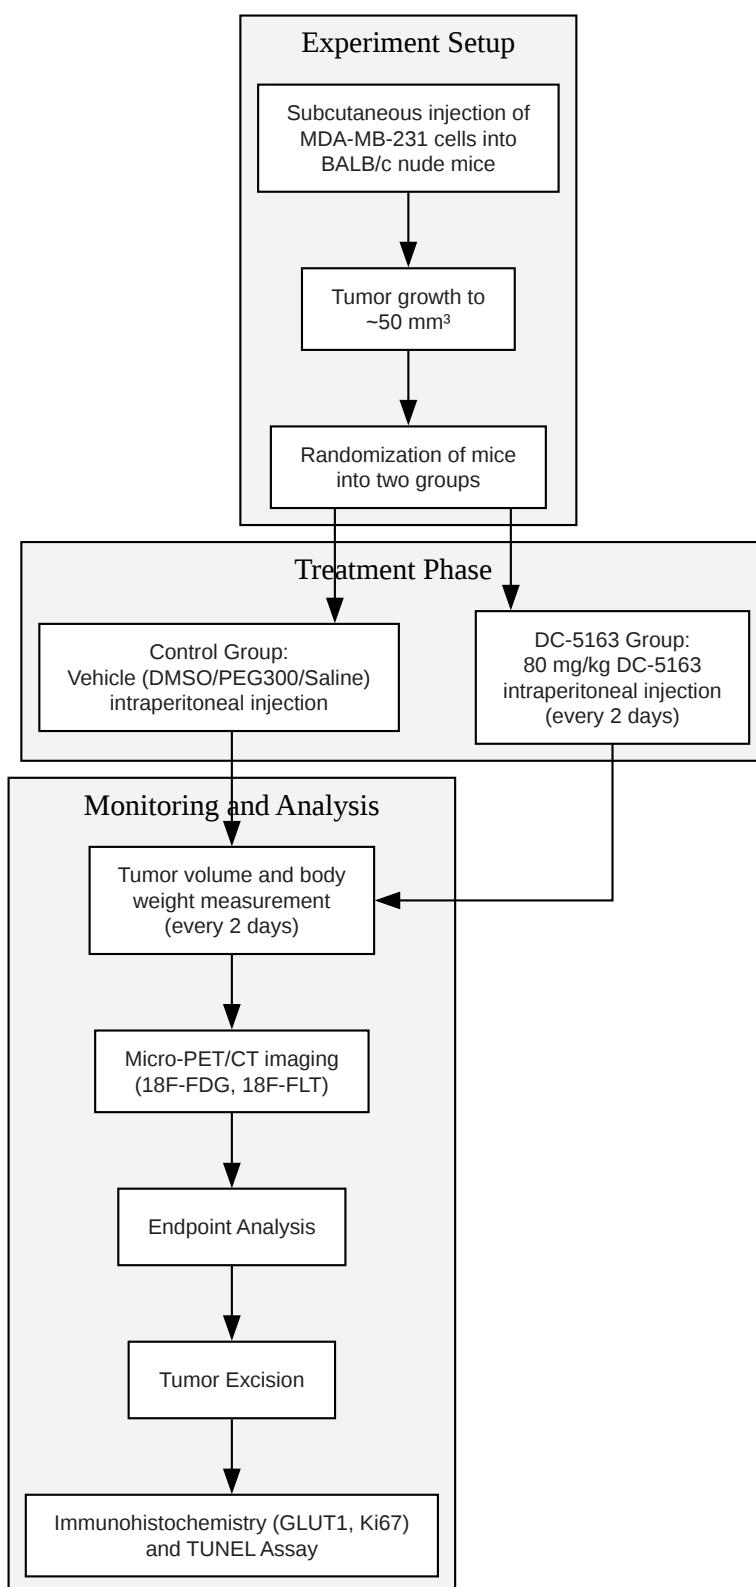 Experiment Setup
Subcutaneous injection of
MDA-MB-231 cells into
BALB/c nude mice
Tumor growth to
~50 mm³
Randomization of mice
into two groups
Treatment Phase
Control Group:
Vehicle (DMSO/PEG300/Saline)
intraperitoneal injection
DC-5163 Group:
80 mg/kg DC-5163
intraperitoneal injection
(every 2 days)
Monitoring and Analysis
Tumor volume and body
weight measurement
(every 2 days)
Micro-PET/CT imaging
(18F-FDG, 18F-FLT)
Endpoint Analysis
Tumor Excision
Immunohistochemistry (GLUT1, Ki67)
and TUNEL Assay